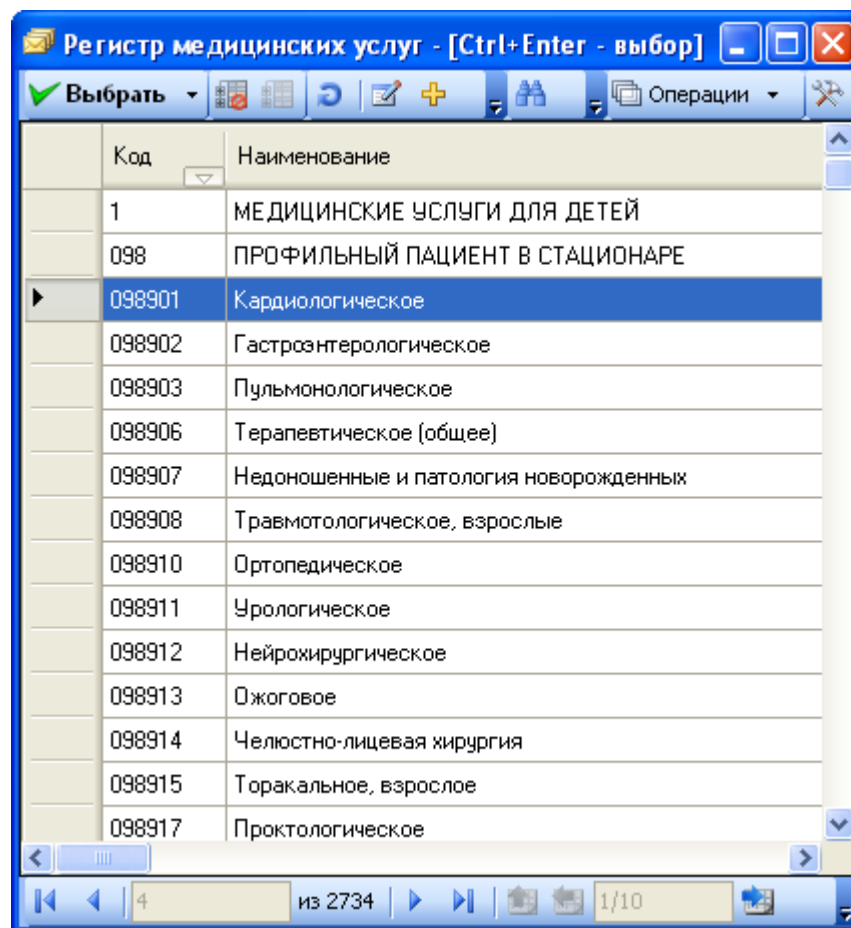 Регистр медицинских услуг - [Ctrl+Enter - выбор]
Выбрать Операции
Код Наименование
1 МЕДИЦИНСКИЕ УСЛУГИ ДЛЯ ДЕТЕЙ
098 ПРОФИЛЬНЫЙ ПАЦИЕНТ В СТАЦИОНАРЕ
098901 Кардиологическое
098902 Гастроэнтерологическое
098903 Пульмонологическое
098906 Терапевтическое (общее)
098907 Недоношенные и патология новорожденных
098908 Травмотологическое, взрослые
098910 Ортопедическое
098911 Урологическое
098912 Нейрохирургическое
098913 Ожоговое
098914 Челюстно-лицевая хирургия
098915 Торакальное, взрослое
098917 Проктологическое
4 из 2734 1/10